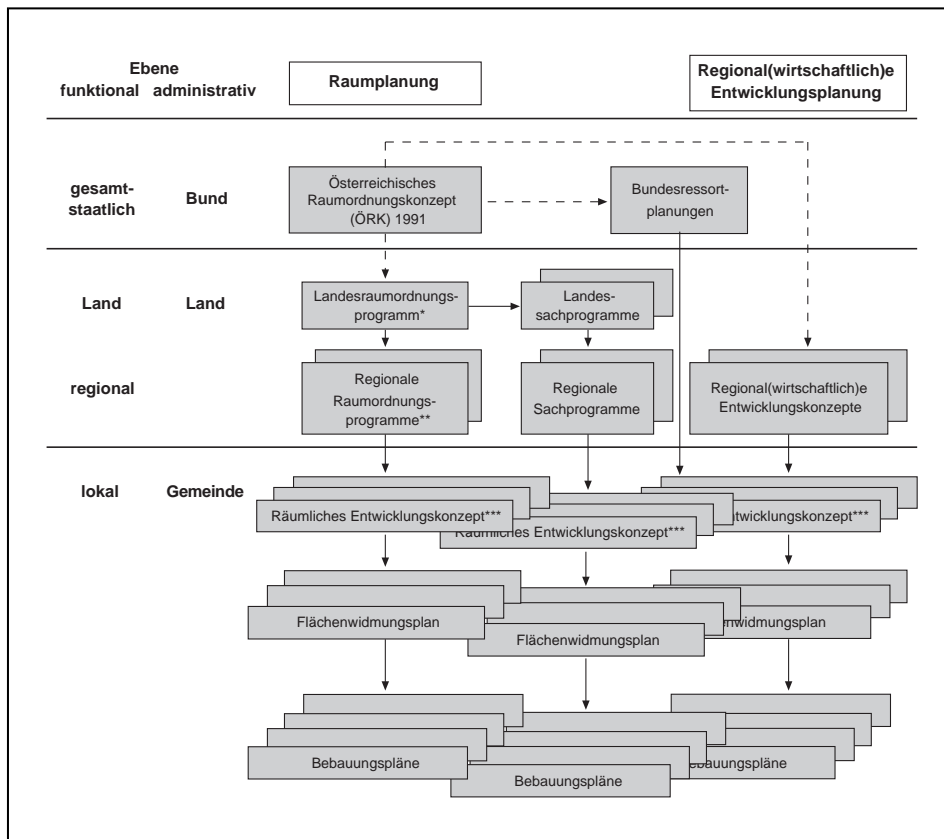 Ebene
funktional administrativ
Raumplanung
Regional(wirtschaftlich)e
Entwicklungsplanung
gesamt-
staatlich
Bund
Österreichisches
Raumordnungskonzept
(ÖRK) 1991
Bundesressort-
planungen
Land
Land
Landesraumordnungs-
programm*
Landes-
sachprogramme
regional
Regionale
Raumordnungs-
programme**
Regionale
Sachprogramme
Regional(wirtschaftlich)e
Entwicklungskonzepte
lokal
Gemeinde
Räumliches Entwicklungskonzept***
Räumliches Entwicklungskonzept***
ntwicklungskonzept***
Flächenwidmungsplan
Flächenwidmungsplan
enwidmungsplan
Bebauungspläne
Bebauungspläne
ebauungspläne